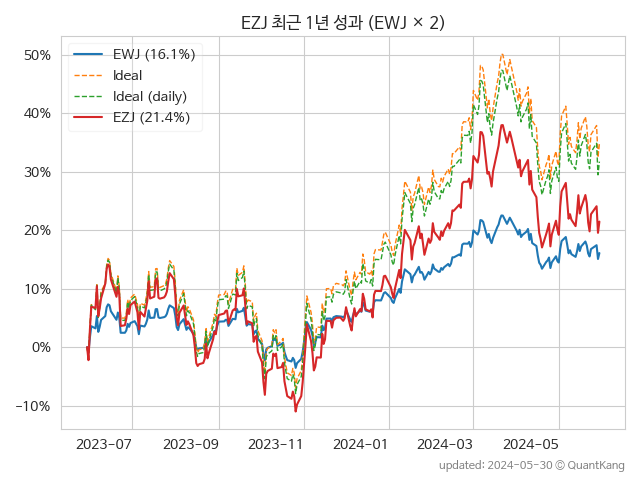 EZJ 최근 1년 성과 (EWJ × 2)
EWJ (16.1%)
Ideal
Ideal (daily)
EZJ (21.4%)
50%
40%
30%
20%
10%
0%
−10%
2023-07
2023-09
2023-11
2024-01
2024-03
2024-05
updated: 2024-05-30 © QuantKang